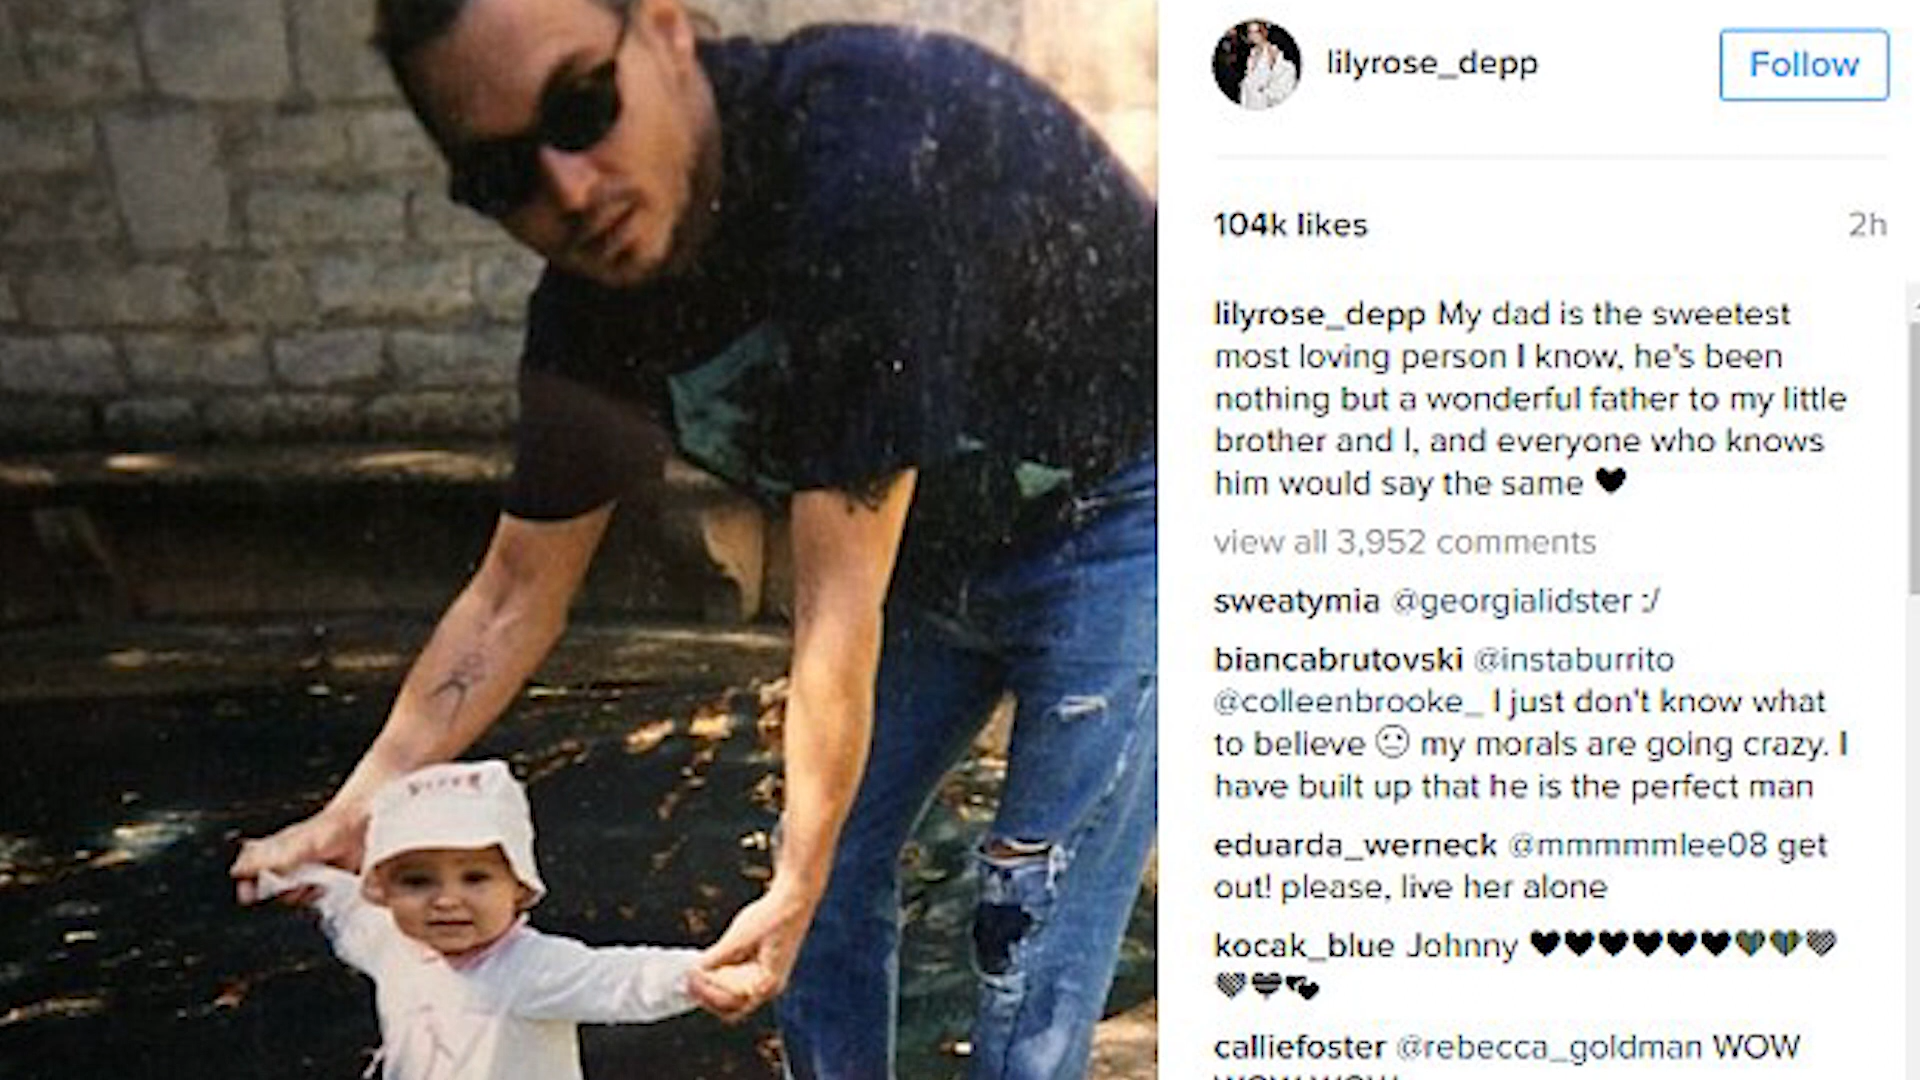 lilyrose_depp
Follow
104k likes
2h
lilyrose_depp My dad is the sweetest
most loving person I know, he's been
nothing but a wonderful father to my little
brother and I, and everyone who knows
him would say the same 🖤
view all 3,952 comments
sweatymia @georgialidster :/
biancabrutovski @instaburrito
@colleenbrooke_ I just don't know what
to believe 😕 my morals are going crazy. I
have built up that he is the perfect man
eduarda_werneck @mmmmmlee08 get
out! please, live her alone
kocak_blue Johnny ♥♥♥♥♥♥💚💙💜
calliefoster @rebecca_goldman WOW